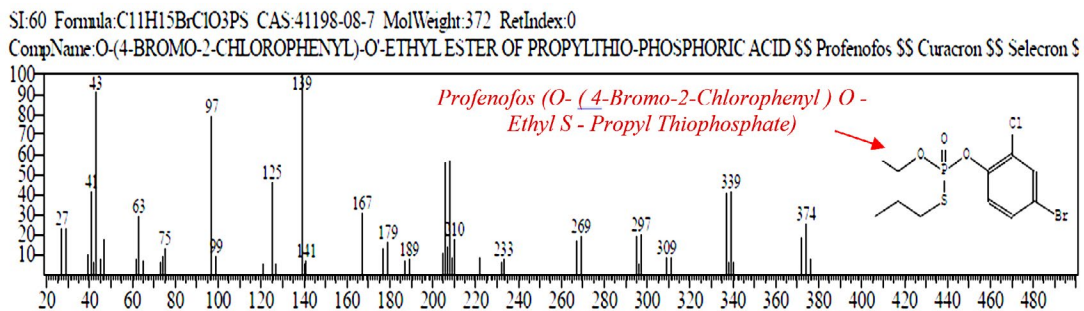 SI:60 Formula:C11H15BrClO3PS CAS:41198-08-7 MolWeight:372 RetIndex:0
CompName:O-(4-BROMO-2-CHLOROPHENYL)-O'-ETHYL ESTER OF PROPYLTHIO-PHOSPHORIC ACID $$ Profenofos $$ Curacron $$ Selecron $
100
90
80
70
60
50
40
30
20
10
27
41
43
63
75
97
99
125
139
141
167
179
189
210
233
269
297
309
339
374
Profenofos (O- ( 4-Bromo-2-Chlorophenyl ) O -
Ethyl S - Propyl Thiophosphate)
Cl
O
O
P
O
S
Br
20 40 60 80 100 120 140 160 180 200 220 240 260 280 300 320 340 360 380 400 420 440 460 480